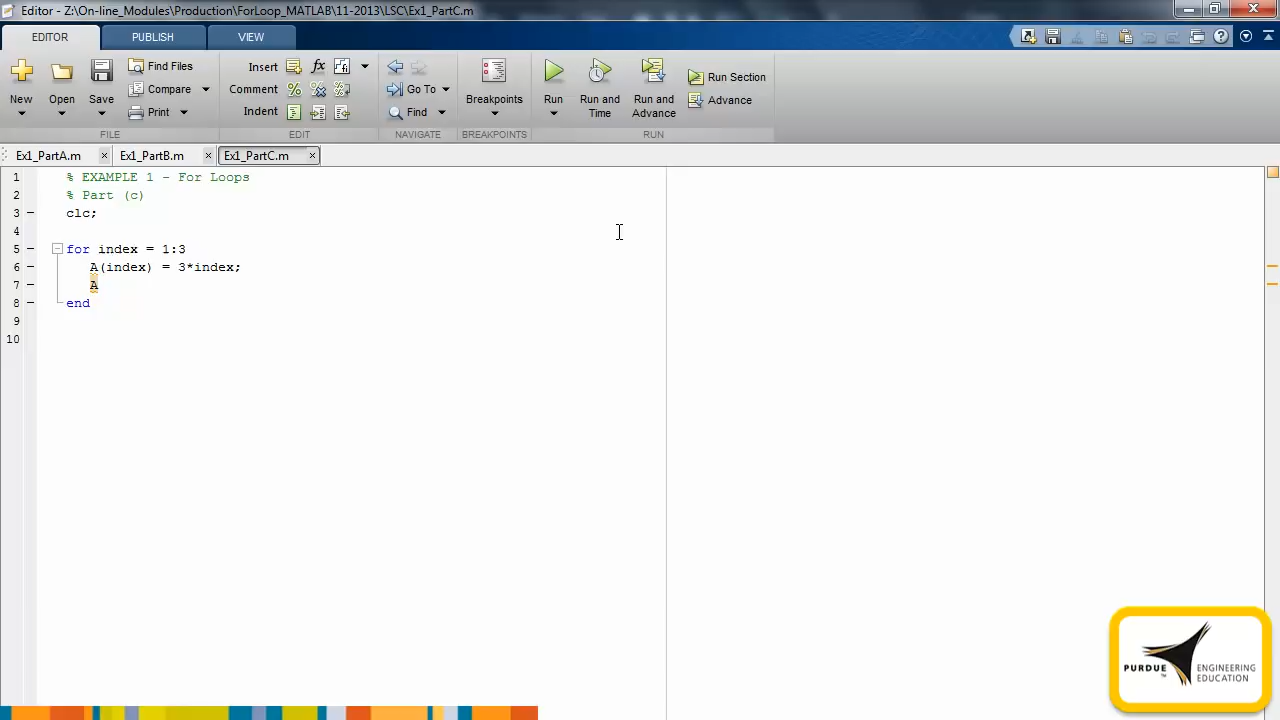 Editor - Z:\On-line_Modules\Production\ForLoop_MATLAB\11-2013\LSC\Ex1_PartC.m
EDITOR PUBLISH VIEW
New Open Save Find Files Compare Print
FILE
Insert fx
Comment
Indent
EDIT
Go To
Find
NAVIGATE
Breakpoints
BREAKPOINTS
Run Run and Time Run and Advance Run Section Advance
RUN
Ex1_PartA.m Ex1_PartB.m Ex1_PartC.m
1 % EXAMPLE 1 - For Loops
2 % Part (c)
3 clc;
4
5 for index = 1:3
6 A(index) = 3*index;
7 A
8 end
9
10
PURDUE ENGINEERING
EDUCATION